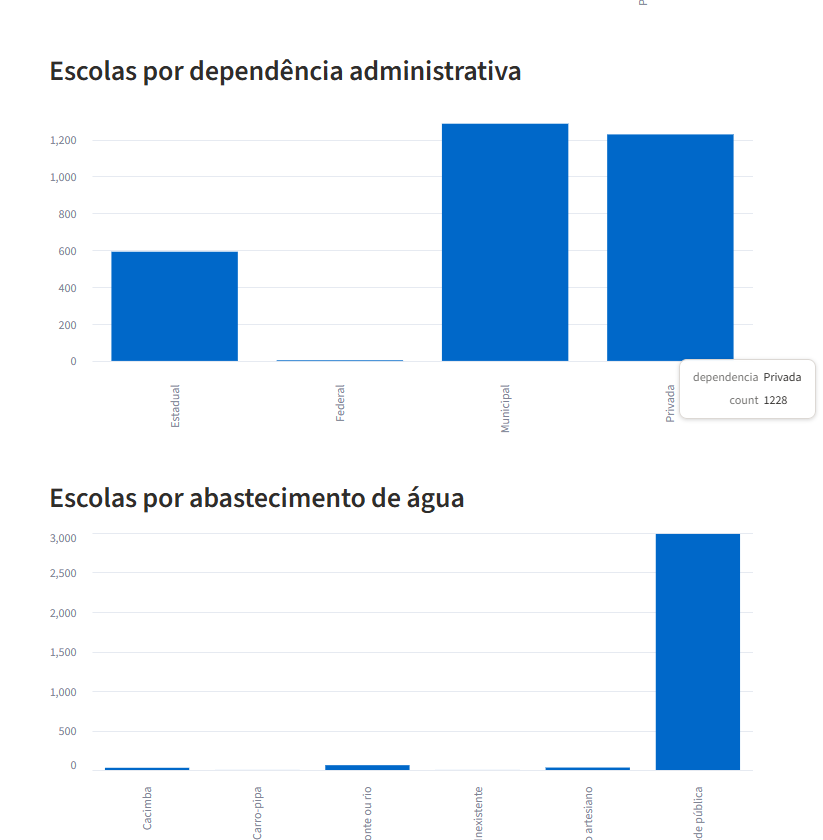 Escolas por dependência administrativa
1,200
1,000
800
600
400
200
0
Estadual
Federal
Municipal
Privada
dependencia Privada
count 1228
Escolas por abastecimento de água
3,000
2,500
2,000
1,500
1,000
500
0
Cacimba
Carro-pipa
onte ou rio
nexistente
o artesiano
de pública